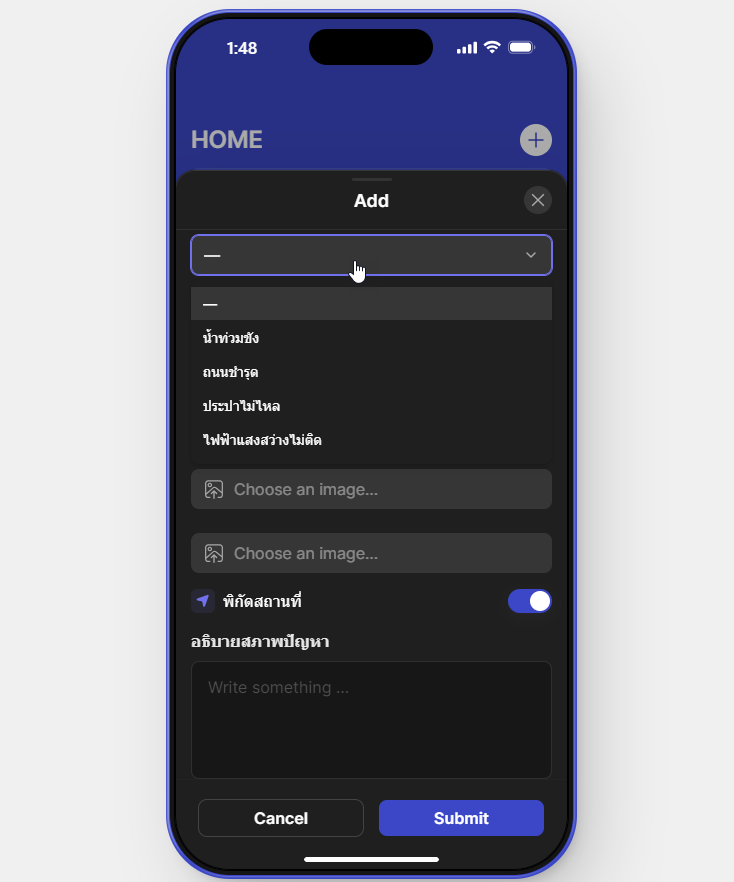 1:48
HOME
Add
—
—
น้ำท่วมขัง
ถนนชำรุด
ประปาไม่ไหล
ไฟฟ้าแสงสว่างไม่ติด
Choose an image...
Choose an image...
พิกัดสถานที่
อธิบายสภาพปัญหา
Write something ...
Cancel
Submit